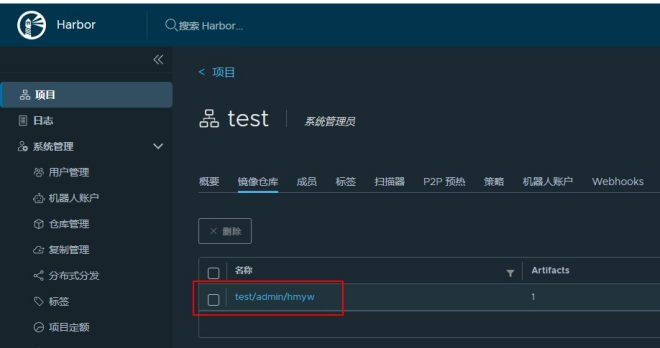 Harbor
搜索 Harbor...
< 项目
项目
日志
系统管理
用户管理
机器人账户
仓库管理
复制管理
分布式分发
标签
项目定额
test 系统管理员
概要 镜像仓库 成员 标签 扫描器 P2P 预热 策略 机器人账户 Webhooks
× 删除
名称 Artifacts
test/admin/hmyw 1